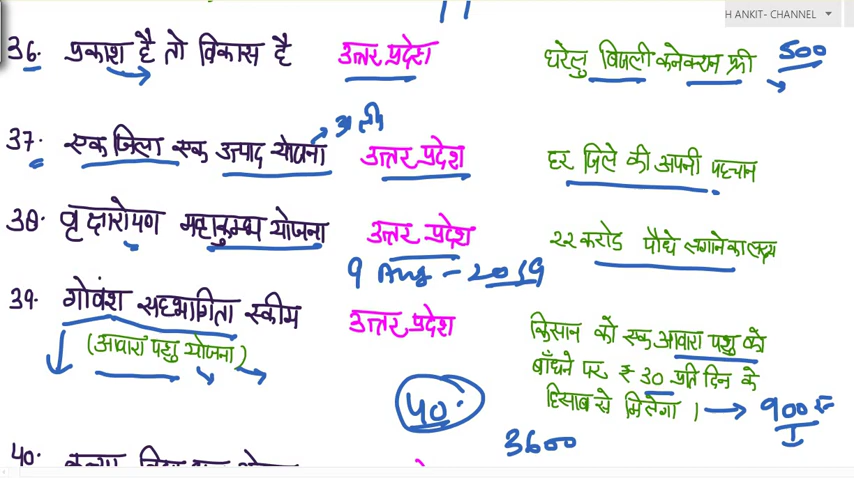 H ANKIT- CHANNEL
36. प्रकाश है तो विकास है उत्तर प्रदेश घरेलु बिजली कनेक्शन फ्री 500
37. एक जिला एक उत्पाद योजना उत्तर प्रदेश हर जिले की अपनी पहचान
38. वृक्षारोपण महाकुम्भ योजना उत्तर प्रदेश २२ करोड पौधे लगाने का लक्ष्य
9 Aug - 2019
39. गोवंश सहभागिता स्कीम उत्तर प्रदेश किसान को एक आवारा पशु को
(आवारा पशु योजना) बाँधने पर ₹ 30 प्रति दिन के
40. हिसाब से मिलेगा। 900
3600
40.